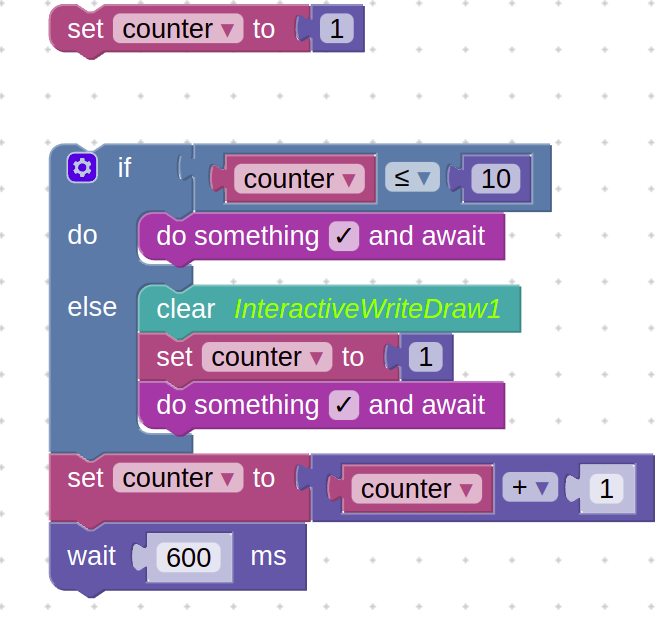 set counter ▾ to 1
if counter ▾ ≤ ▾ 10
do do something ✓ and await
else clear InteractiveWriteDraw1
set counter ▾ to 1
do something ✓ and await
set counter ▾ to counter ▾ + ▾ 1
wait 600 ms